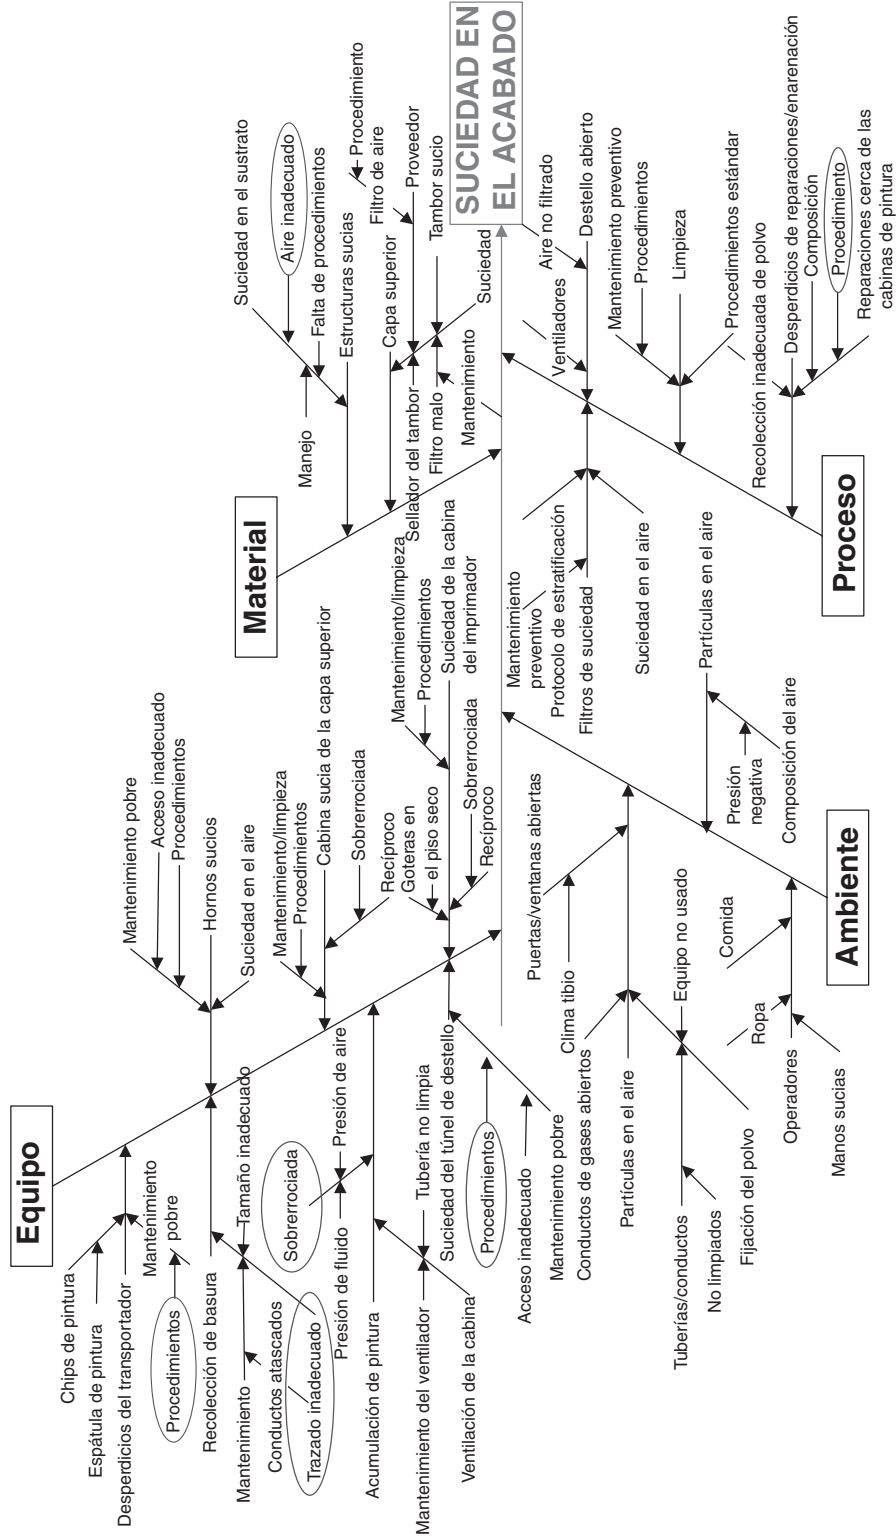 Equipo
Chips de pintura
Espátula de pintura
Desperdicios del transportador
Mantenimiento
pobre
Procedimientos
Recolección de basura
Mantenimiento
Tamaño inadecuado
Conductos atascados
Trazado inadecuado
Sobrerrociada
Presión de fluido
Presión de aire
Acumulación de pintura
Mantenimiento del ventilador
Tubería no limpia
Ventilación de la cabina
Suciedad del túnel de destello
Procedimientos
Acceso inadecuado
Mantenimiento pobre
Mantenimiento pobre
Acceso inadecuado
Procedimientos
Hornos sucios
Suciedad en el aire
Mantenimiento/limpieza
Procedimientos
Cabina sucia de la capa superior
Sobrerrociada
Recíproco
Goteras en
el piso seco
Mantenimiento/limpieza
Procedimientos
Suciedad de la cabina
del imprimador
Sobrerrociada
Recíproco
Material
Suciedad en el sustrato
Aire inadecuado
Manejo
Falta de procedimientos
Estructuras sucias
Procedimiento
Filtro de aire
Capa superior
Proveedor
Sellador del tambor
Tambor sucio
Filtro malo
Mantenimiento
Suciedad
SUCIEDAD EN
EL ACABADO
Ambiente
Puertas/ventanas abiertas
Clima tibio
Conductos de gases abiertos
Partículas en el aire
Equipo no usado
Tuberías/conductos
No limpiados
Fijación del polvo
Comida
Ropa
Operadores
Manos sucias
Partículas en el aire
Presión
negativa
Composición del aire
Proceso
Aire no filtrado
Ventiladores
Destello abierto
Mantenimiento
preventivo
Protocolo de estratificación
Filtros de suciedad
Suciedad en el aire
Mantenimiento preventivo
Procedimientos
Limpieza
Procedimientos estándar
Recolección inadecuada de polvo
Desperdicios de reparaciones/enarenación
Composición
Procedimiento
Reparaciones cerca de las
cabinas de pintura